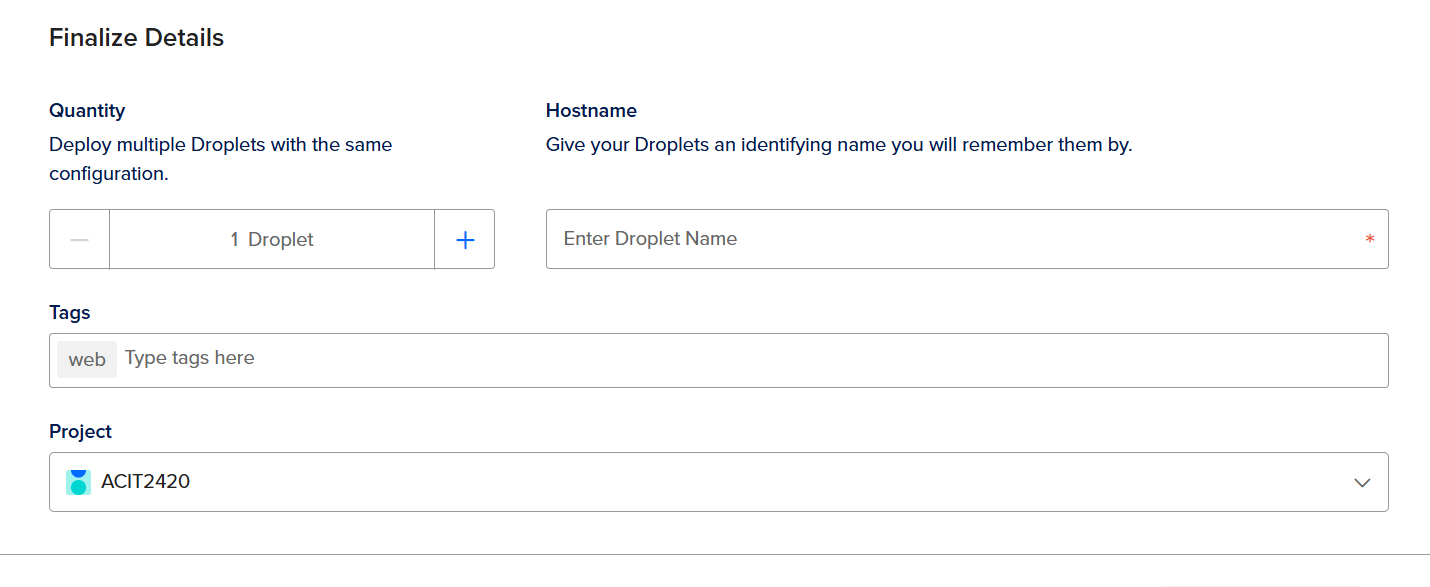 Finalize Details
Quantity
Deploy multiple Droplets with the same
configuration.
1 Droplet
Hostname
Give your Droplets an identifying name you will remember them by.
Enter Droplet Name *
Tags
web Type tags here
Project
ACIT2420